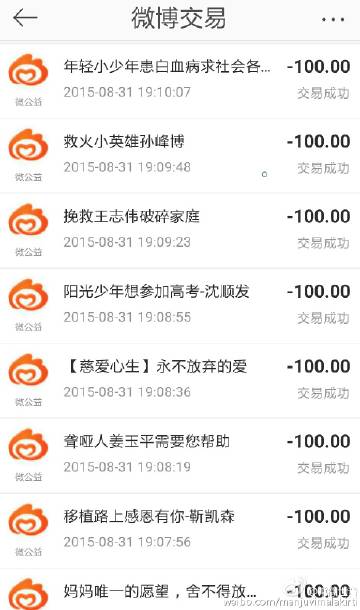 微博交易
年轻小少年患白血病求社会各... -100.00
微公益 2015-08-31 19:10:07 交易成功
救火小英雄孙峰博 -100.00
微公益 2015-08-31 19:09:48 交易成功
挽救王志伟破碎家庭 -100.00
微公益 2015-08-31 19:09:23 交易成功
阳光少年想参加高考-沈顺发 -100.00
微公益 2015-08-31 19:08:55 交易成功
【慈爱心生】永不放弃的爱 -100.00
微公益 2015-08-31 19:08:36 交易成功
聋哑人姜玉平需要您帮助 -100.00
微公益 2015-08-31 19:08:19 交易成功
移植路上感恩有你-靳凯森 -100.00
微公益 2015-08-31 19:07:56 交易成功
妈妈唯一的愿望，舍不得放... -100.00
weibo.com/manjuvimalakirti